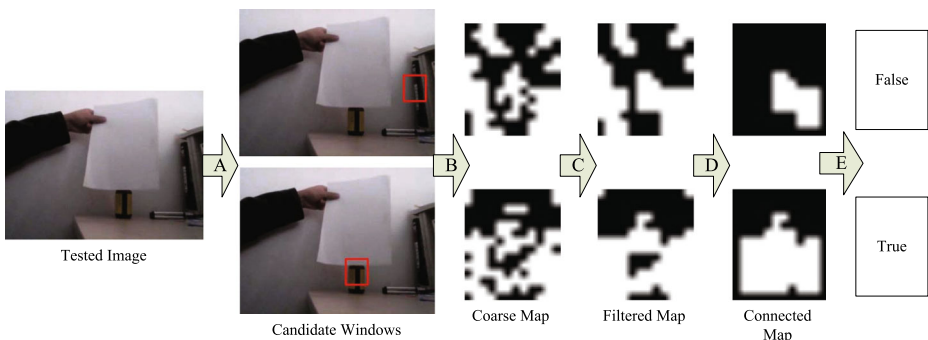 A
B
C
D
E
False
True
Tested Image
Candidate Windows
Coarse Map
Filtered Map
Connected
Map